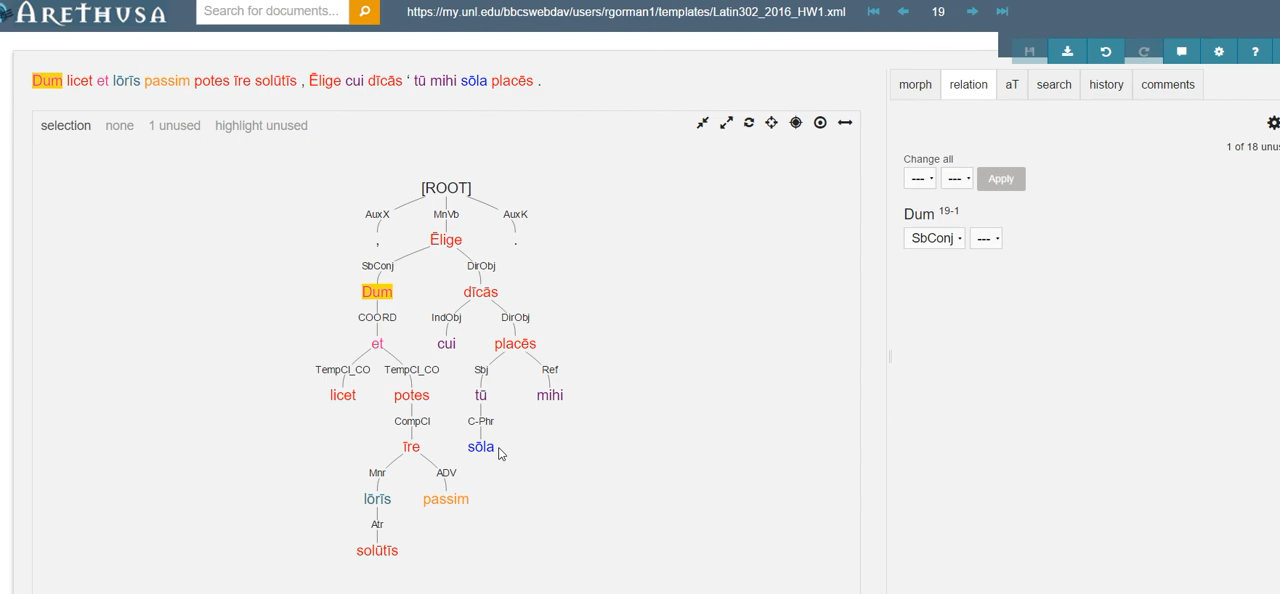 ARETHUSA Search for documents... https://my.unl.edu/bbcswebdav/users/rgorman1/templates/Latin302_2016_HW1.xml 19
?
Dum licet et lōrīs passim potes īre solūtīs , Ēlige cui dīcās ‘ tū mihi sōla placēs .
morph relation aT search history comments
selection none 1 unused highlight unused
1 of 18 unus
Change all
--- --- Apply
Dum 19-1
SbConj ---
[ROOT]
AuxX MnVb AuxK
, Ēlige .
SbConj DirObj
Dum dīcās
COORD IndObj DirObj
et cui placēs
TempCl_CO TempCl_CO Sbj Ref
licet potes tū mihi
CompCl C-Phr
īre sōla
Mnr ADV
lōrīs passim
Atr
solūtīs